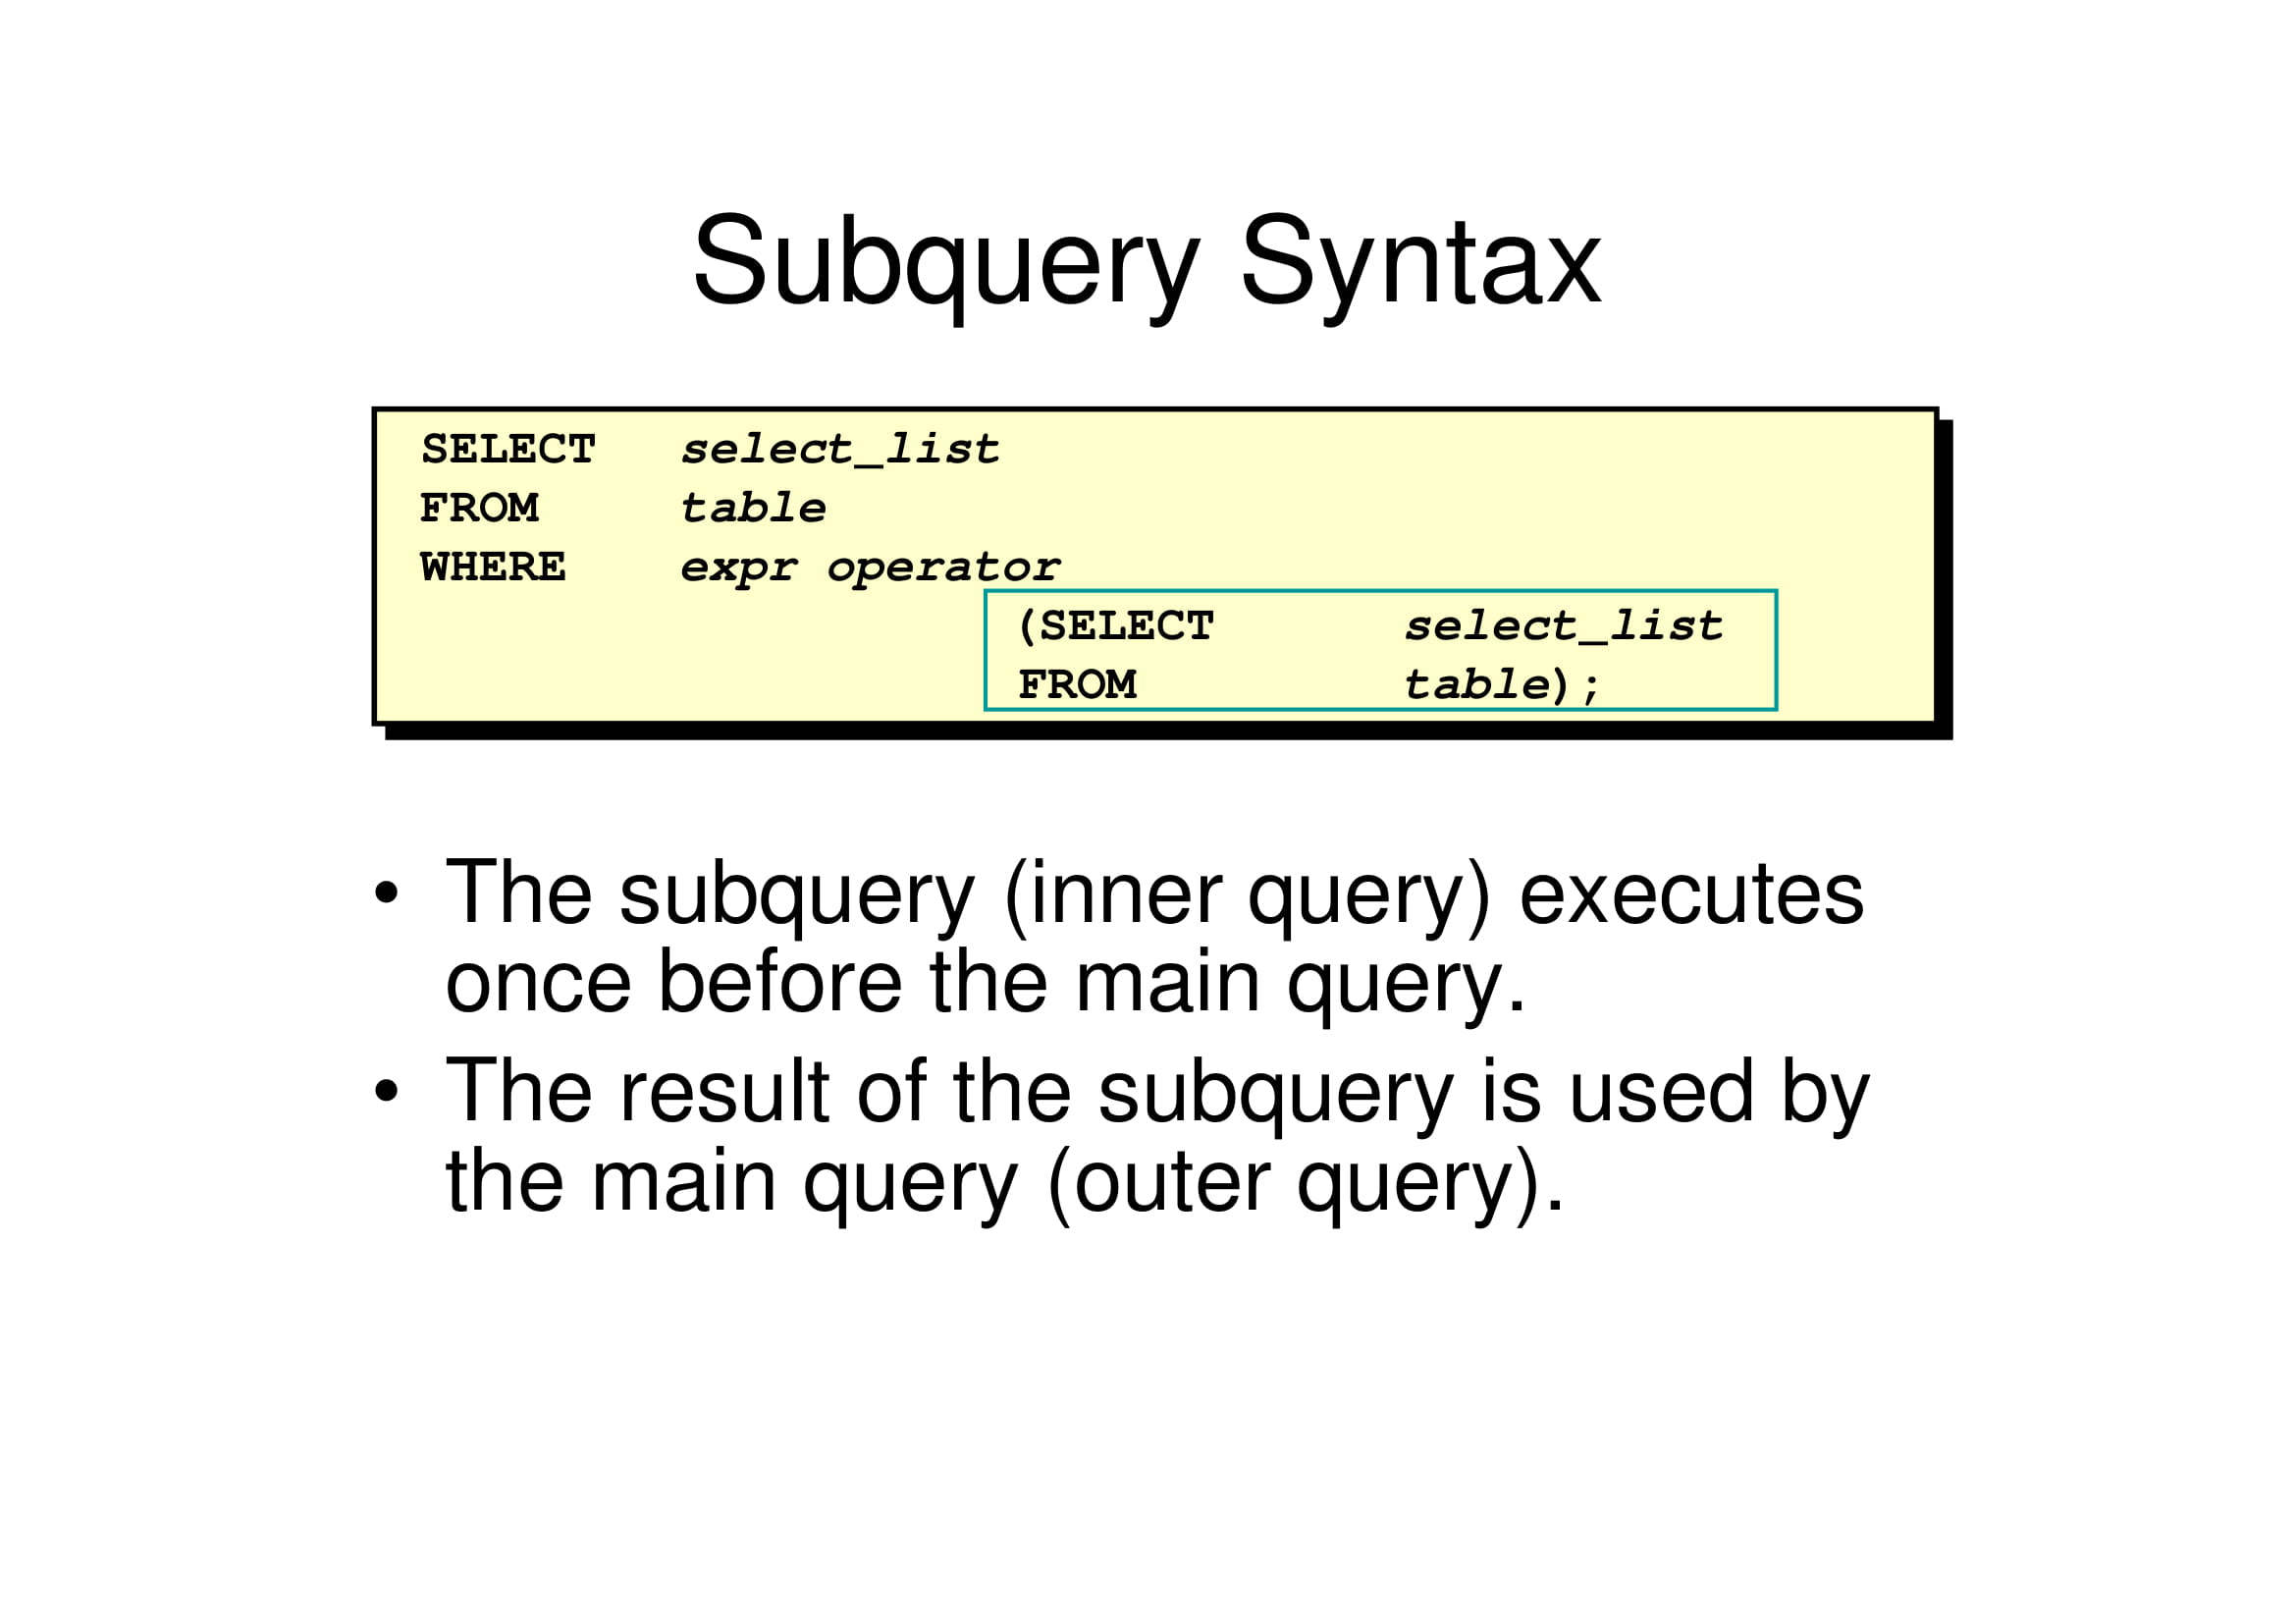 Subquery Syntax
SELECT select_list
FROM table
WHERE expr operator
(SELECT select_list
FROM table);
• The subquery (inner query) executes
once before the main query.
• The result of the subquery is used by
the main query (outer query).